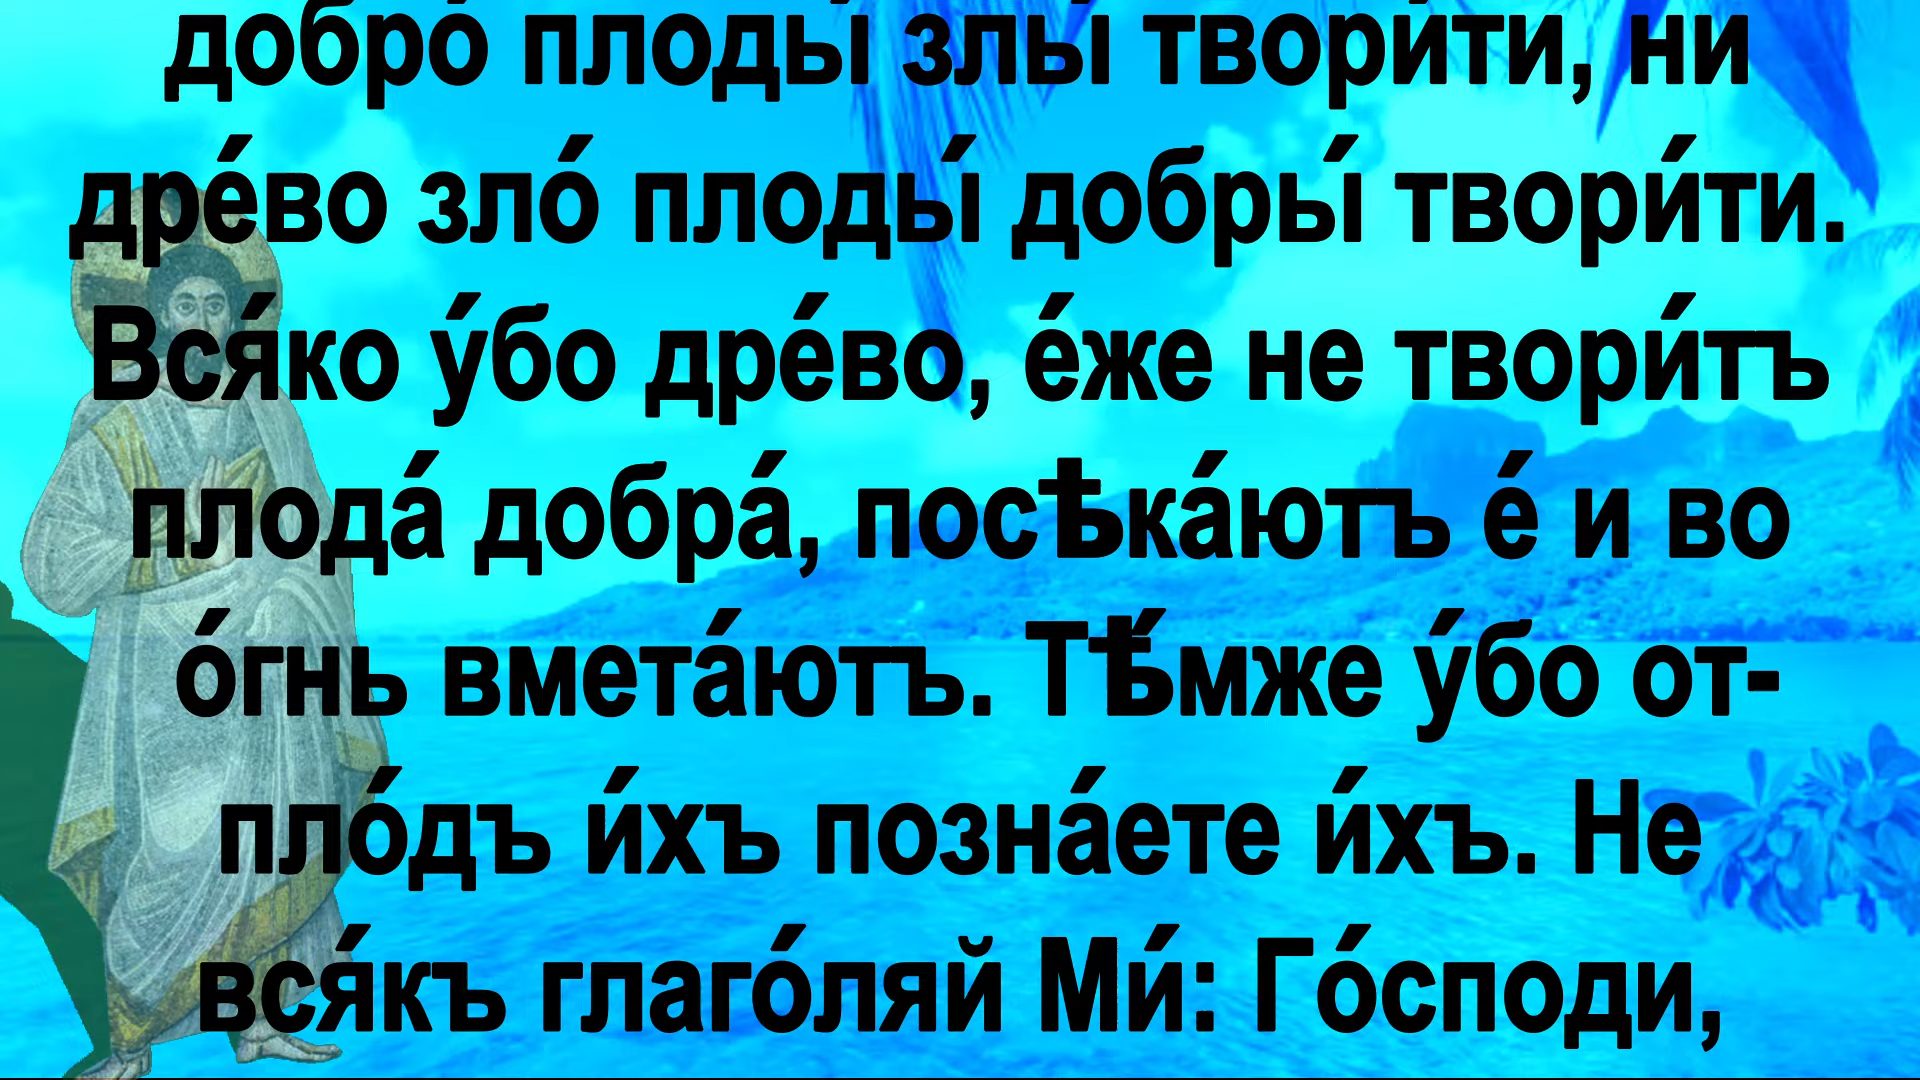 добро́ плоды́ злы́ твори́ти, ни
дре́во зло́ плоды́ добры́ твори́ти.
Вся́ко у́бо дре́во, е́же не твори́тъ
плода́ добра́, посѣка́ютъ е́ и во
о́гнь вмета́ютъ. Тѣ́мже у́бо от-
пло́дъ и́хъ позна́ете и́хъ. Не
вся́къ глаго́ляй Ми́: Го́споди,